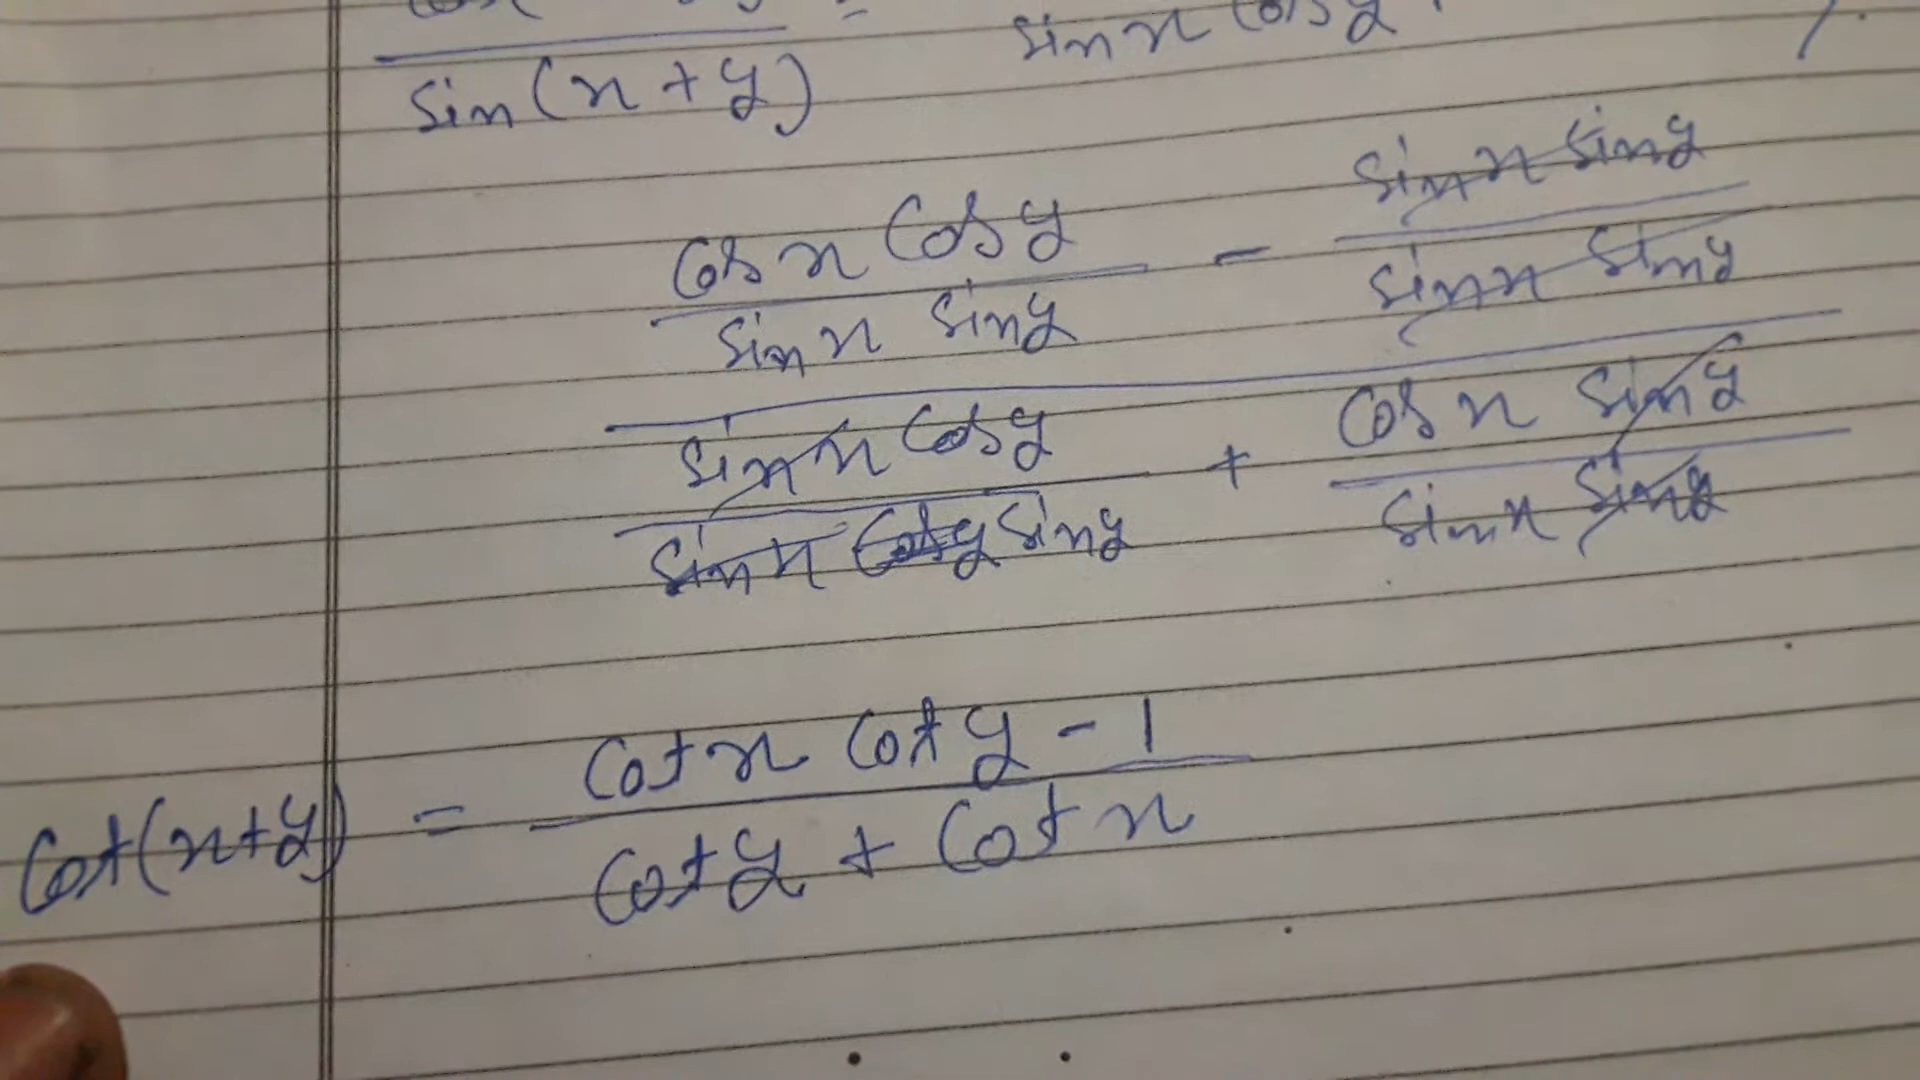 sin(x+y) = sin x cos y
cos x cos y / sin x sin y - sin x sin y / sin x sin y
sin x cos y / sin x sin y + cos x sin y / sin x sin y
cot(x+y) = cot x cot y - 1 / cot y + cot x